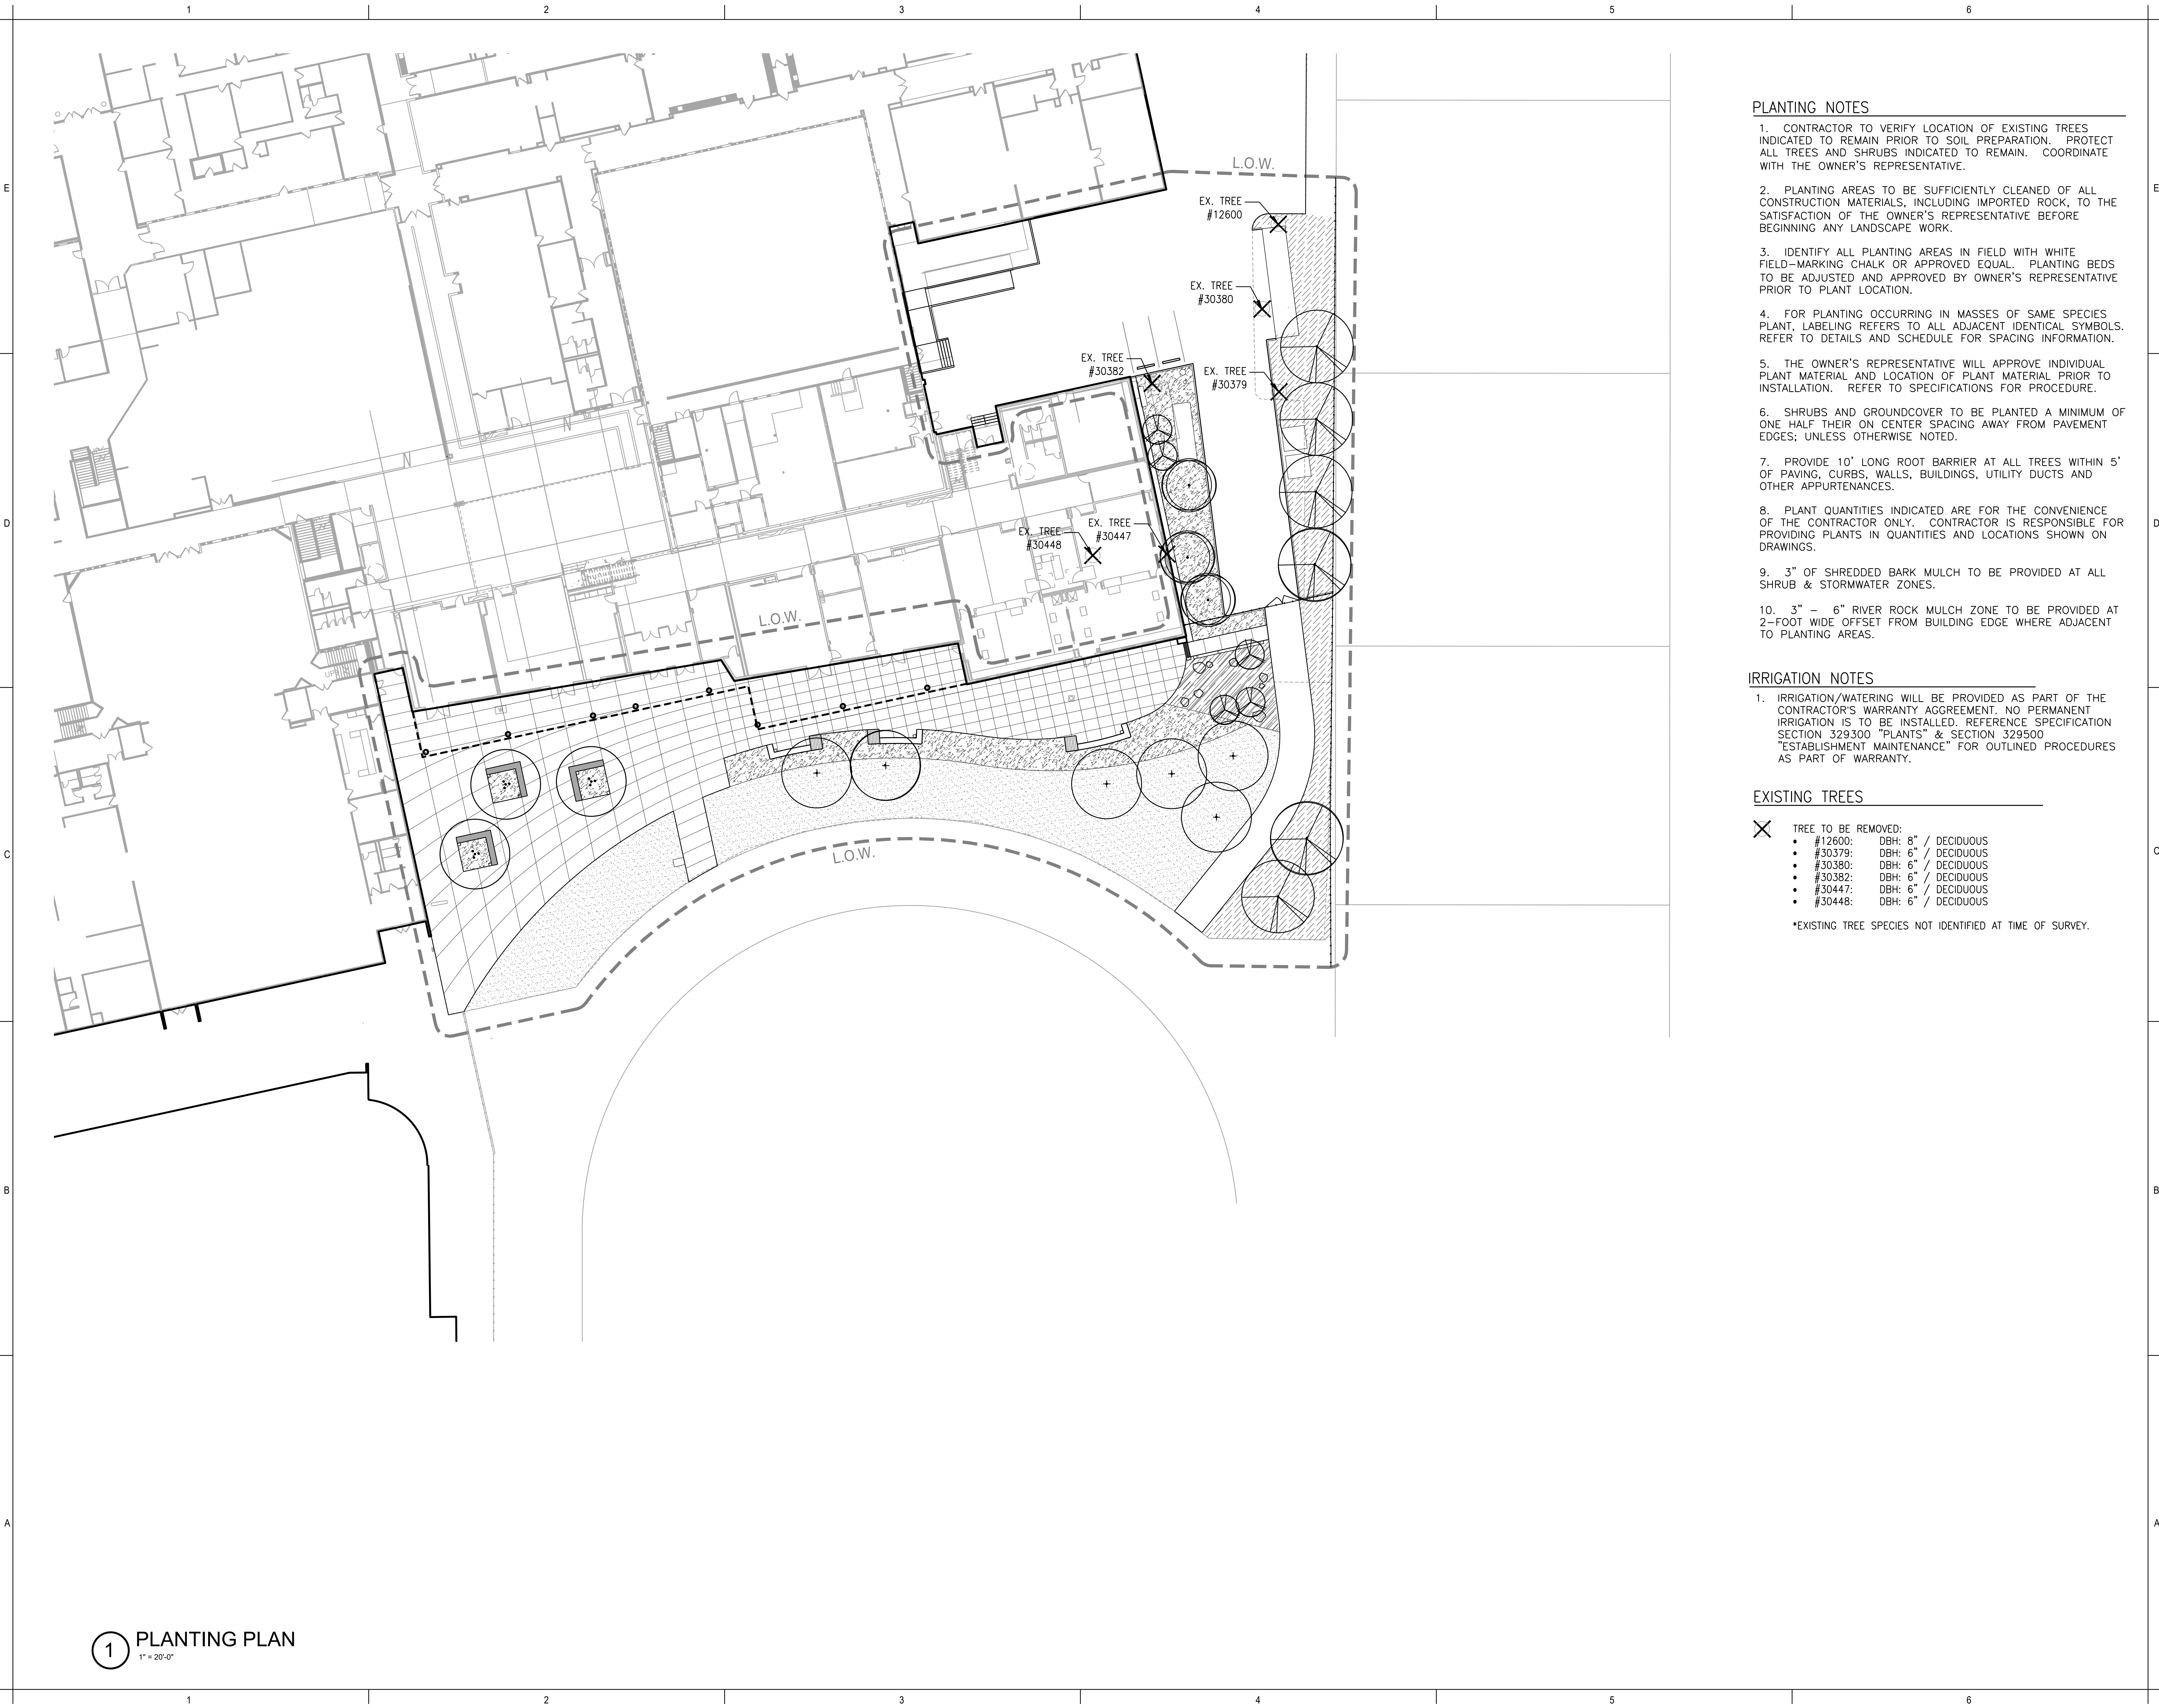 1 2 3 4 5 6
E E
D D
C C
B B
A A
L.O.W.
EX. TREE
#12600
EX. TREE
#30380
EX. TREE
#30382
EX. TREE
#30379
EX. TREE
#30447
EX. TREE
#30448
N
N
L.O.W.
UP
L.O.W.
PLANTING NOTES
1. CONTRACTOR TO VERIFY LOCATION OF EXISTING TREES
INDICATED TO REMAIN PRIOR TO SOIL PREPARATION. PROTECT
ALL TREES AND SHRUBS INDICATED TO REMAIN. COORDINATE
WITH THE OWNER'S REPRESENTATIVE.
2. PLANTING AREAS TO BE SUFFICIENTLY CLEANED OF ALL
CONSTRUCTION MATERIALS, INCLUDING IMPORTED ROCK, TO THE
SATISFACTION OF THE OWNER'S REPRESENTATIVE BEFORE
BEGINNING ANY LANDSCAPE WORK.
3. IDENTIFY ALL PLANTING AREAS IN FIELD WITH WHITE
FIELD-MARKING CHALK OR APPROVED EQUAL. PLANTING BEDS
TO BE ADJUSTED AND APPROVED BY OWNER'S REPRESENTATIVE
PRIOR TO PLANT LOCATION.
4. FOR PLANTING OCCURRING IN MASSES OF SAME SPECIES
PLANT, LABELING REFERS TO ALL ADJACENT IDENTICAL SYMBOLS.
REFER TO DETAILS AND SCHEDULE FOR SPACING INFORMATION.
5. THE OWNER'S REPRESENTATIVE WILL APPROVE INDIVIDUAL
PLANT MATERIAL AND LOCATION OF PLANT MATERIAL PRIOR TO
INSTALLATION. REFER TO SPECIFICATIONS FOR PROCEDURE.
6. SHRUBS AND GROUNDCOVER TO BE PLANTED A MINIMUM OF
ONE HALF THEIR ON CENTER SPACING AWAY FROM PAVEMENT
EDGES; UNLESS OTHERWISE NOTED.
7. PROVIDE 10' LONG ROOT BARRIER AT ALL TREES WITHIN 5'
OF PAVING, CURBS, WALLS, BUILDINGS, UTILITY DUCTS AND
OTHER APPURTENANCES.
8. PLANT QUANTITIES INDICATED ARE FOR THE CONVENIENCE
OF THE CONTRACTOR ONLY. CONTRACTOR IS RESPONSIBLE FOR
PROVIDING PLANTS IN QUANTITIES AND LOCATIONS SHOWN ON
DRAWINGS.
9. 3" OF SHREDDED BARK MULCH TO BE PROVIDED AT ALL
SHRUB & STORMWATER ZONES.
10. 3" - 6" RIVER ROCK MULCH ZONE TO BE PROVIDED AT
2-FOOT WIDE OFFSET FROM BUILDING EDGE WHERE ADJACENT
TO PLANTING AREAS.
IRRIGATION NOTES
1. IRRIGATION/WATERING WILL BE PROVIDED AS PART OF THE
CONTRACTOR'S WARRANTY AGGREEMENT. NO PERMANENT
IRRIGATION IS TO BE INSTALLED. REFERENCE SPECIFICATION
SECTION 329300 "PLANTS" & SECTION 329500
"ESTABLISHMENT MAINTENANCE" FOR OUTLINED PROCEDURES
AS PART OF WARRANTY.
EXISTING TREES
TREE TO BE REMOVED:
• #12600: DBH: 8" / DECIDUOUS
• #30379: DBH: 6" / DECIDUOUS
• #30380: DBH: 6" / DECIDUOUS
• #30382: DBH: 6" / DECIDUOUS
• #30447: DBH: 6" / DECIDUOUS
• #30448: DBH: 6" / DECIDUOUS
*EXISTING TREE SPECIES NOT IDENTIFIED AT TIME OF SURVEY.
1 PLANTING PLAN
1" = 20'-0"
1 2 3 4 5 6